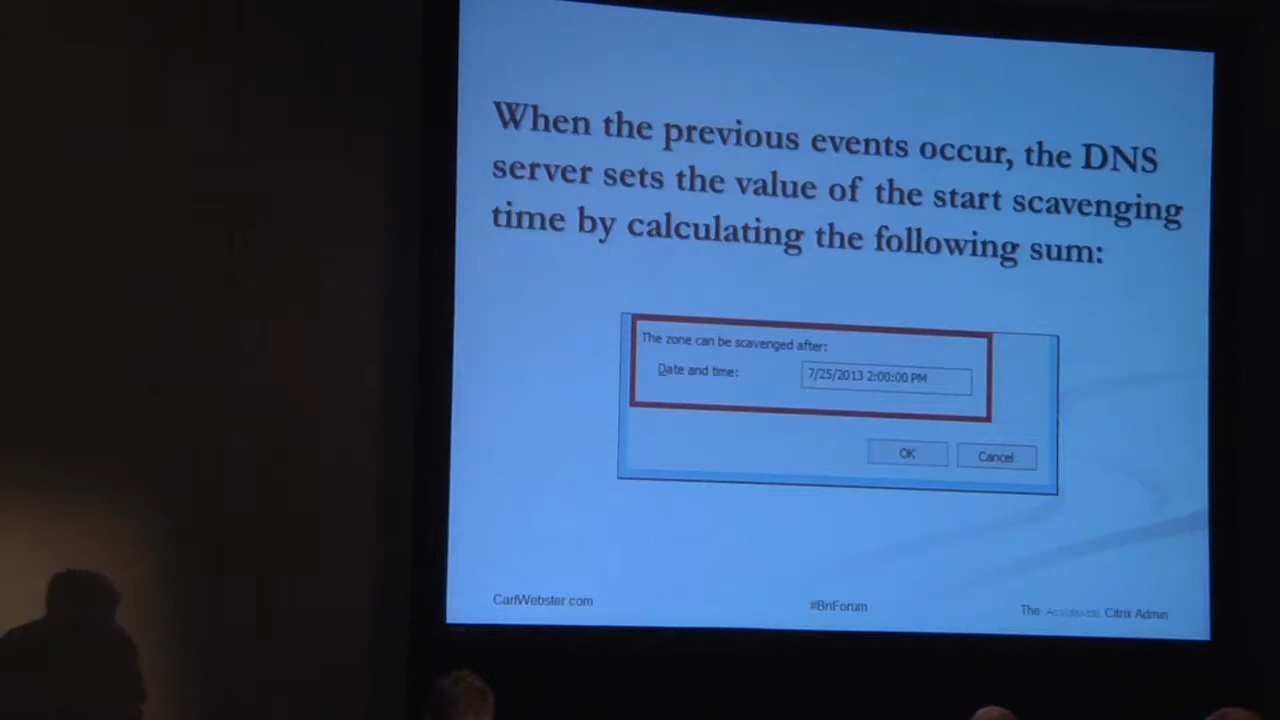 When the previous events occur, the DNS
server sets the value of the start scavenging
time by calculating the following sum:
The zone can be scavenged after:
Date and time:
7/25/2013 2:00:00 PM
OK
Cancel
CarlWebster.com
#BriForum
The Accidental Citrix Admin